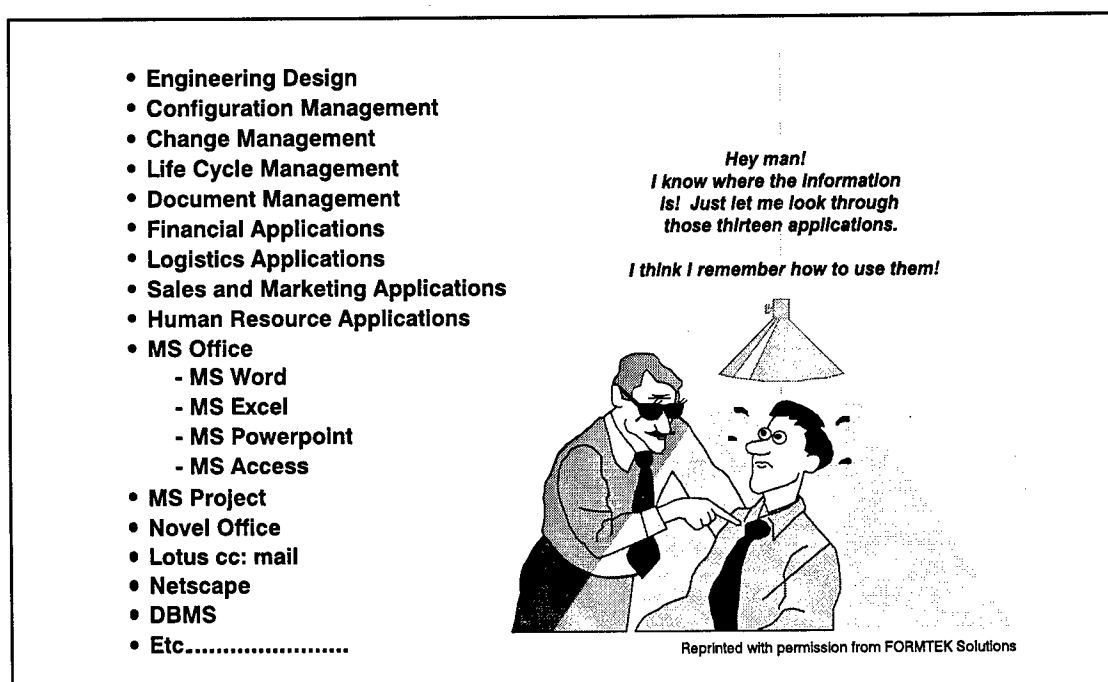 • Engineering Design
• Configuration Management
• Change Management
• Life Cycle Management
• Document Management
• Financial Applications
• Logistics Applications
• Sales and Marketing Applications
• Human Resource Applications
• MS Office
- MS Word
- MS Excel
- MS Powerpoint
- MS Access
• MS Project
• Novel Office
• Lotus cc: mail
• Netscape
• DBMS
• Etc.......................
Hey man!
I know where the information
is! Just let me look through
those thirteen applications.
I think I remember how to use them!
Reprinted with permission from FORMTEK Solutions